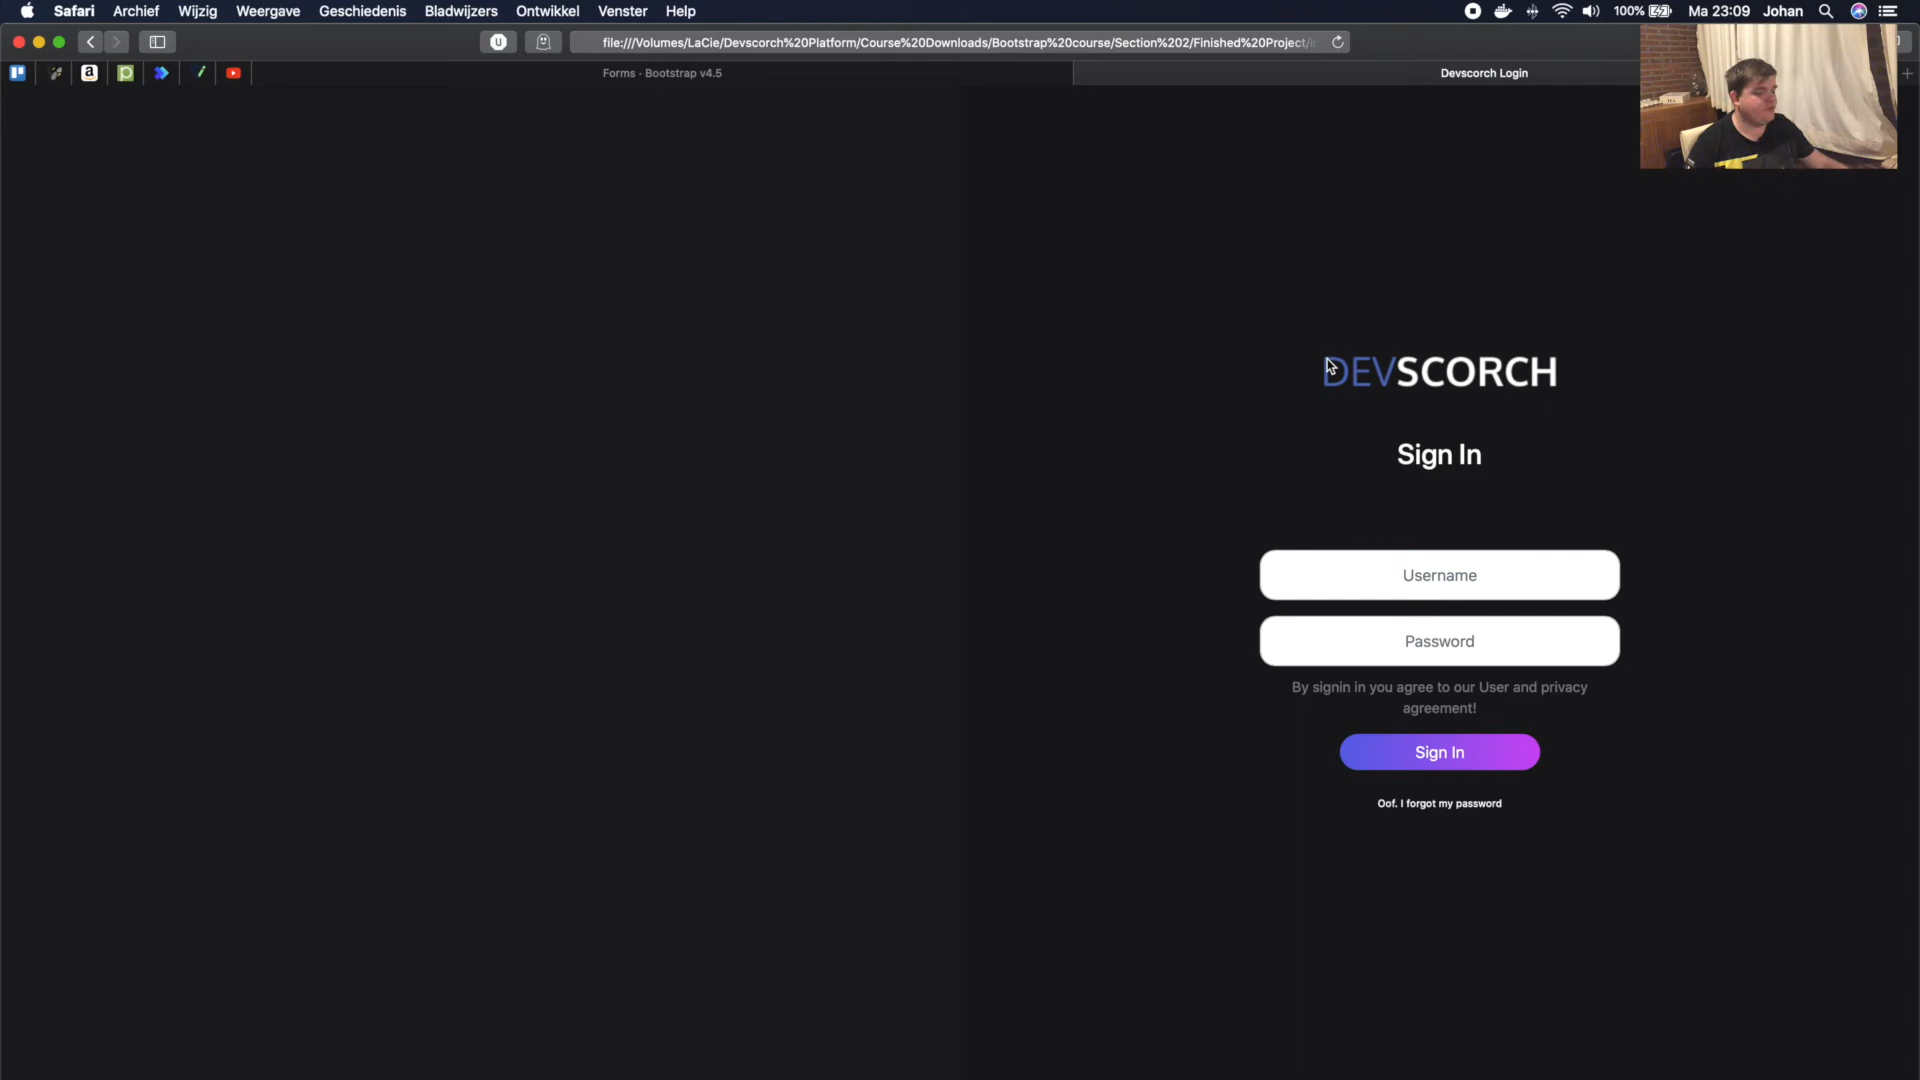 Safari Archief Wijzig Weergave Geschiedenis Bladwijzers Ontwikkel Venster Help 100% Ma 23:09 Johan
U file:///Volumes/LaCie/Devscorch%20Platform/Course%20Downloads/Bootstrap%20course/Section%202/Finished%20Project/
Forms · Bootstrap v4.5 Devscorch Login
DEVSCORCH
Sign In
Username
Password
By signin in you agree to our User and privacy
agreement!
Sign In
Oof. I forgot my password